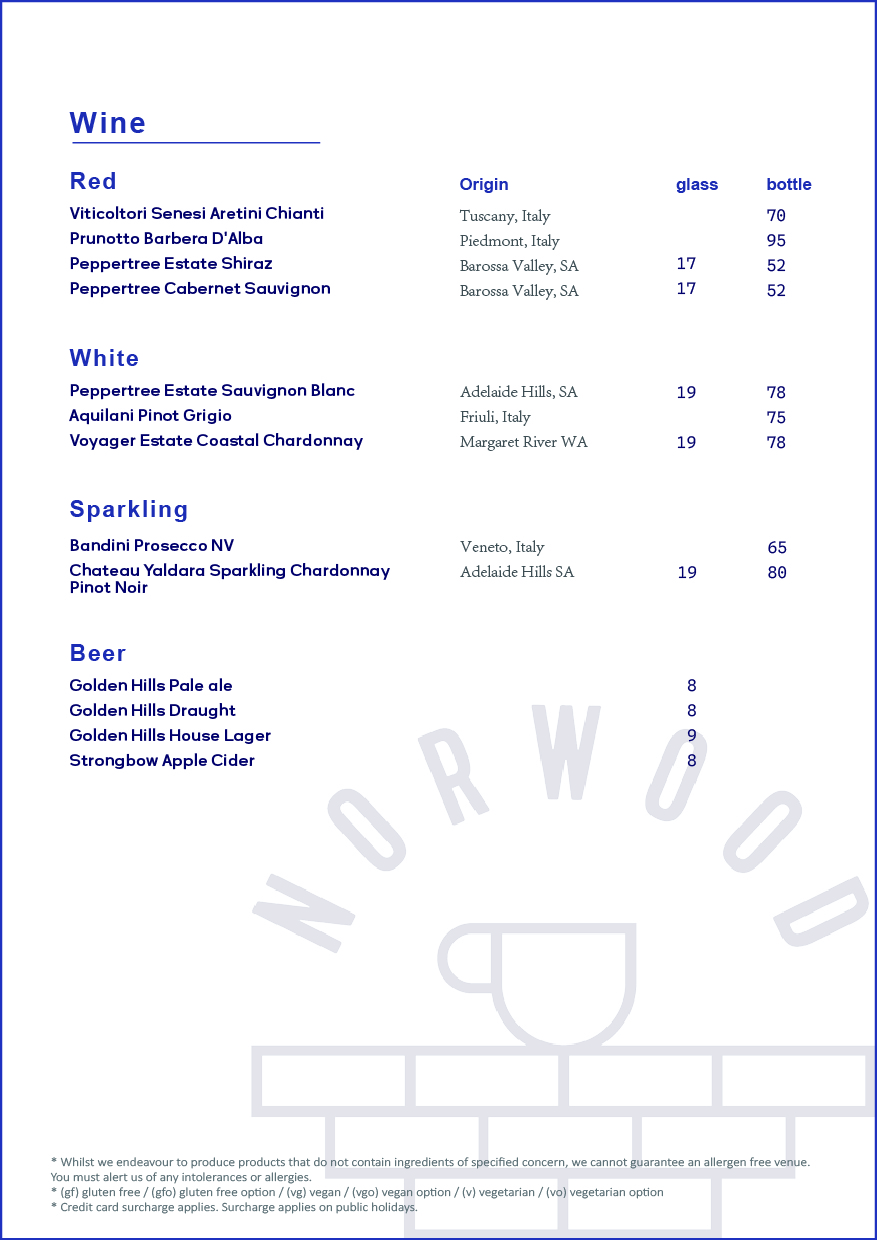 Wine
Red Origin glass bottle
Viticoltori Senesi Aretini Chianti Tuscany, Italy 70
Prunotto Barbera D'Alba Piedmont, Italy 95
Peppertree Estate Shiraz Barossa Valley, SA 17 52
Peppertree Cabernet Sauvignon Barossa Valley, SA 17 52
White
Peppertree Estate Sauvignon Blanc Adelaide Hills, SA 19 78
Aquilani Pinot Grigio Friuli, Italy 75
Voyager Estate Coastal Chardonnay Margaret River WA 19 78
Sparkling
Bandini Prosecco NV Veneto, Italy 65
Chateau Yaldara Sparkling Chardonnay Adelaide Hills SA 19 80
Pinot Noir
Beer
Golden Hills Pale ale 8
Golden Hills Draught 8
Golden Hills House Lager 9
Strongbow Apple Cider 8
NORWOOD
* Whilst we endeavour to produce products that do not contain ingredients of specified concern, we cannot guarantee an allergen free venue.
You must alert us of any intolerances or allergies.
* (gf) gluten free / (gfo) gluten free option / (vg) vegan / (vgo) vegan option / (v) vegetarian / (vo) vegetarian option
* Credit card surcharge applies. Surcharge applies on public holidays.